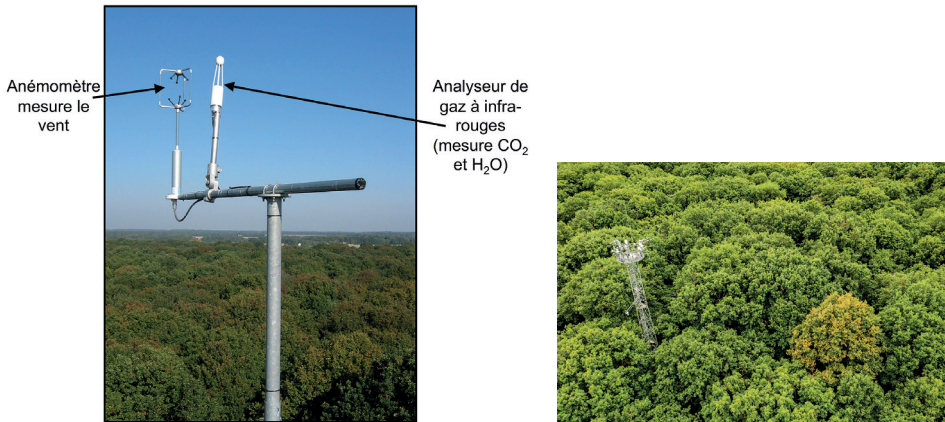 Anémomètre
mesure le
vent
Analyseur de
gaz à infra-
rouges
(mesure CO₂
et H₂O)